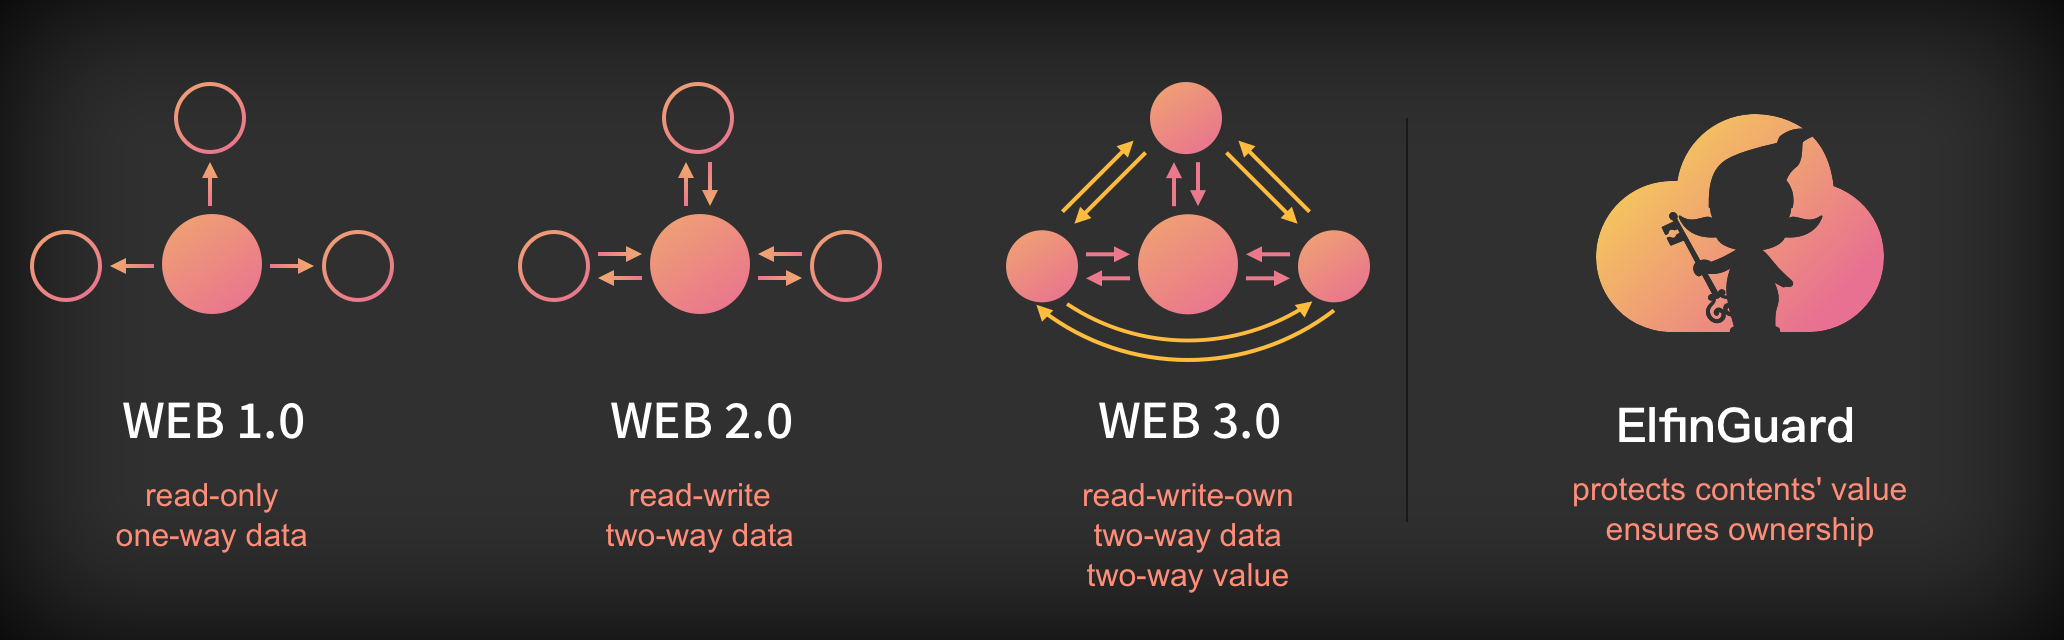 WEB 1.0
read-only
one-way data
WEB 2.0
read-write
two-way data
WEB 3.0
read-write-own
two-way data
two-way value
ElfinGuard
protects contents' value
ensures ownership